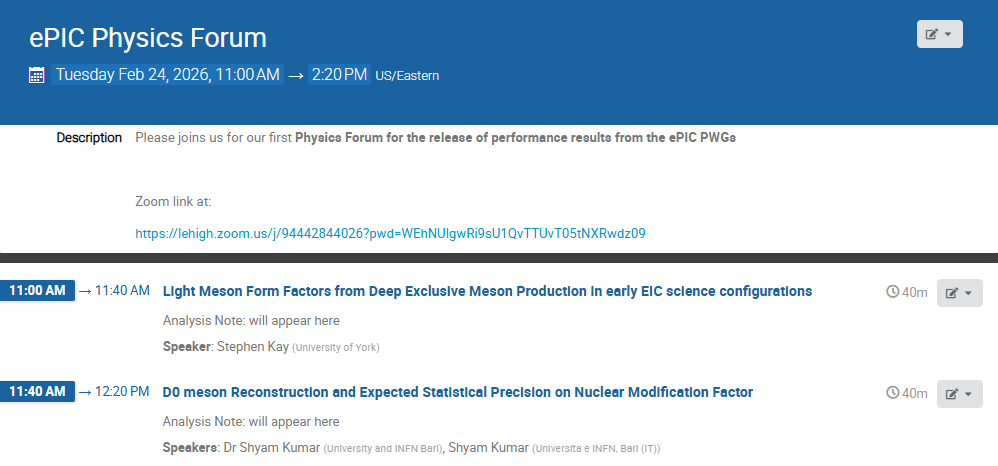 ePIC Physics Forum
Tuesday Feb 24, 2026, 11:00 AM → 2:20 PM US/Eastern
Description Please joins us for our first Physics Forum for the release of performance results from the ePIC PWGs
Zoom link at:
https://lehigh.zoom.us/j/94442844026?pwd=WEhNUlgwRi9sU1QvTTUvT05tNXRwdz09
11:00 AM → 11:40 AM Light Meson Form Factors from Deep Exclusive Meson Production in early EIC science configurations 40m
Analysis Note: will appear here
Speaker: Stephen Kay (University of York)
11:40 AM → 12:20 PM D0 meson Reconstruction and Expected Statistical Precision on Nuclear Modification Factor 40m
Analysis Note: will appear here
Speakers: Dr Shyam Kumar (University and INFN Bari), Shyam Kumar (Universita e INFN, Bari (IT))